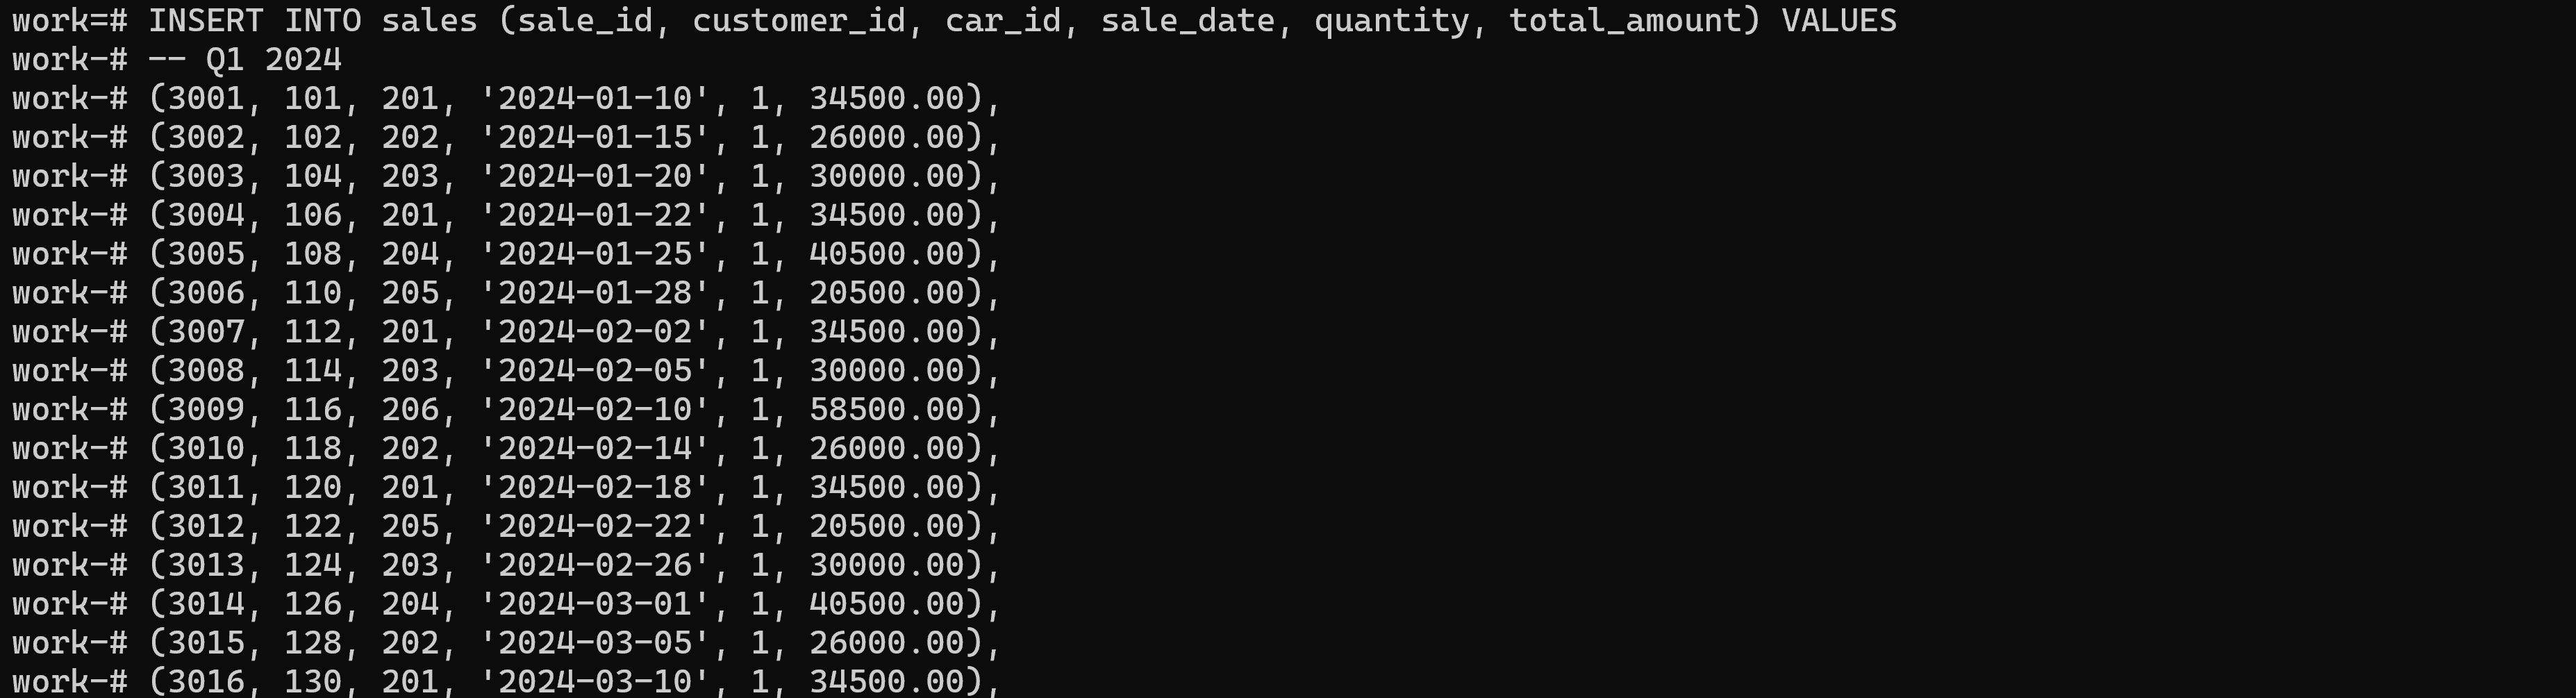 work=# INSERT INTO sales (sale_id, customer_id, car_id, sale_date, quantity, total_amount) VALUES
work-# -- Q1 2024
work-# (3001, 101, 201, '2024-01-10', 1, 34500.00),
work-# (3002, 102, 202, '2024-01-15', 1, 26000.00),
work-# (3003, 104, 203, '2024-01-20', 1, 30000.00),
work-# (3004, 106, 201, '2024-01-22', 1, 34500.00),
work-# (3005, 108, 204, '2024-01-25', 1, 40500.00),
work-# (3006, 110, 205, '2024-01-28', 1, 20500.00),
work-# (3007, 112, 201, '2024-02-02', 1, 34500.00),
work-# (3008, 114, 203, '2024-02-05', 1, 30000.00),
work-# (3009, 116, 206, '2024-02-10', 1, 58500.00),
work-# (3010, 118, 202, '2024-02-14', 1, 26000.00),
work-# (3011, 120, 201, '2024-02-18', 1, 34500.00),
work-# (3012, 122, 205, '2024-02-22', 1, 20500.00),
work-# (3013, 124, 203, '2024-02-26', 1, 30000.00),
work-# (3014, 126, 204, '2024-03-01', 1, 40500.00),
work-# (3015, 128, 202, '2024-03-05', 1, 26000.00),
work-# (3016, 130, 201, '2024-03-10', 1, 34500.00),